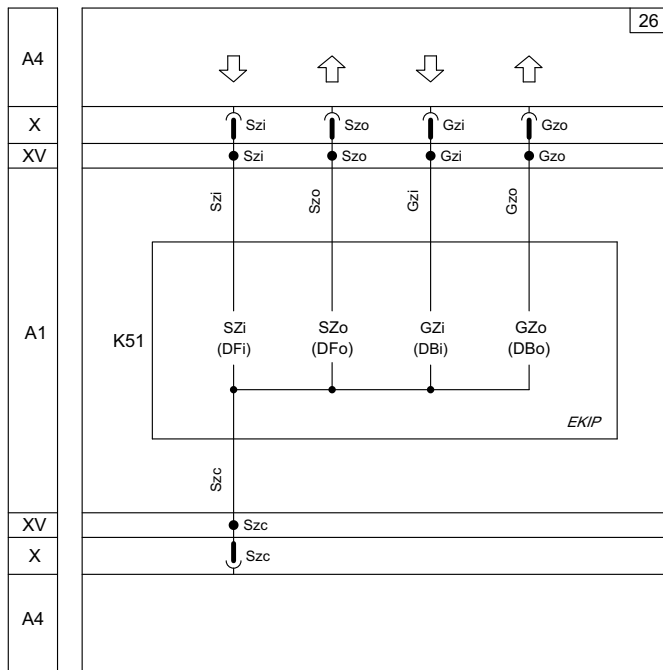 26
A4
X
Szi Szo Gzi Gzo
XV
Szi Szo Gzi Gzo
Szi Szo Gzi Gzo
A1
K51
SZi SZo GZi GZo
(DFi) (DFo) (DBi) (DBo)
EKIP
Szc
XV
Szc
X
Szc
A4